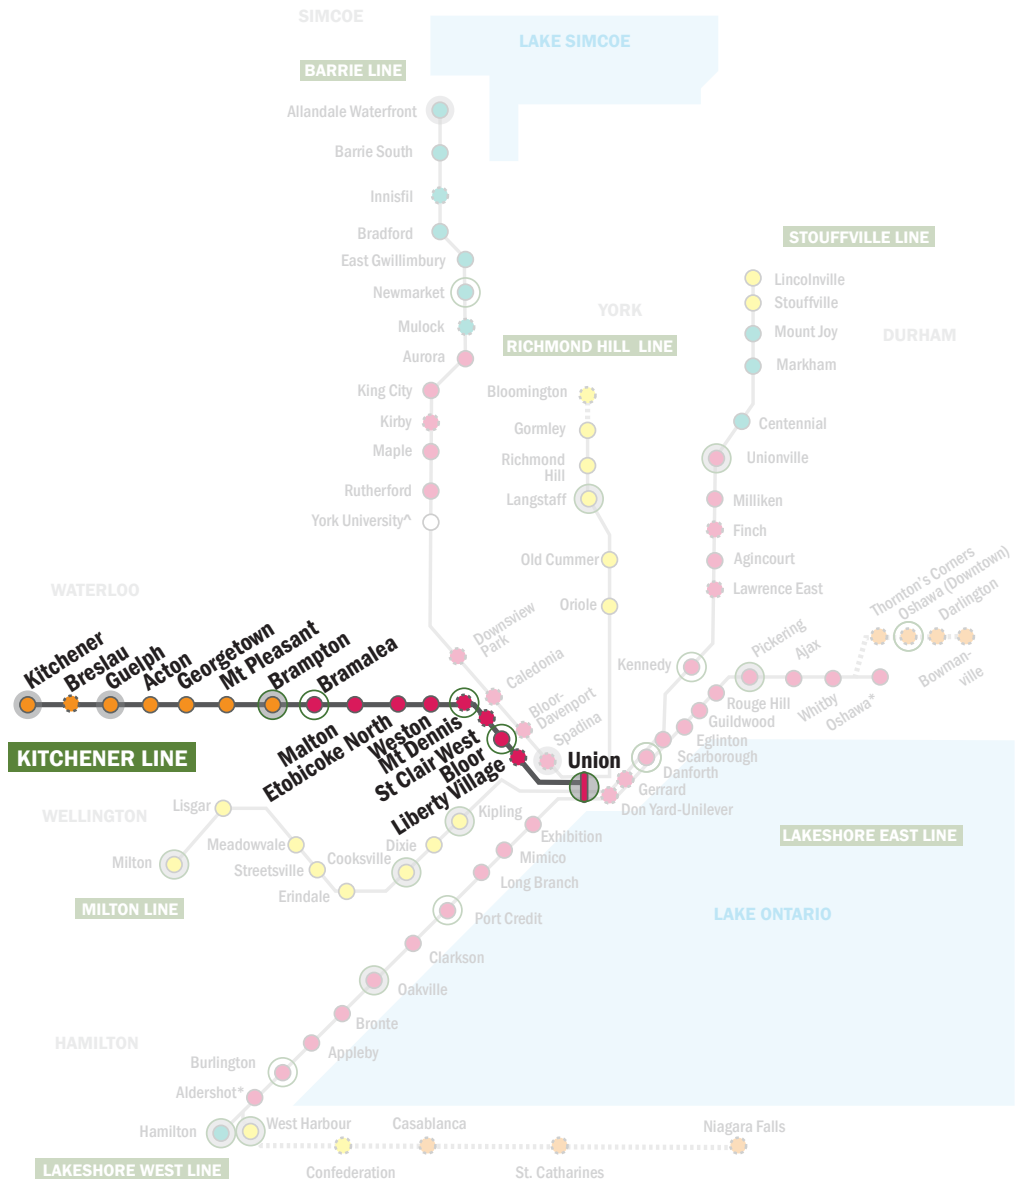 SIMCOE
LAKE SIMCOE
BARRIE LINE
Allandale Waterfront
Barrie South
Innisfil
Bradford
East Gwillimbury
Newmarket
Mulock
Aurora
King City
Kirby
Maple
Rutherford
York University^
Downsview
Park
Caledonia
Bloor-
Davenport
Spadina
YORK
RICHMOND HILL LINE
Bloomington
Gormley
Richmond
Hill
Langstaff
Old Cummer
Oriole
STOUFFVILLE LINE
Lincolnville
Stouffville
Mount Joy
Markham
DURHAM
Centennial
Unionville
Milliken
Finch
Agincourt
Lawrence East
Kennedy
Thornton's Corners
Oshawa (Downtown)
Darlington
Bowman-
ville
Pickering
Ajax
Whitby
Oshawa*
Rouge Hill
Guildwood
Eglinton
Scarborough
Danforth
Gerrard
Don Yard-Unilever
WATERLOO
Kitchener
Breslau
Guelph
Acton
Georgetown
Mt Pleasant
Brampton
Bramalea
Malton
Etobicoke North
Weston
Mt Dennis
St Clair West
Bloor
Liberty Village
Union
KITCHENER LINE
WELLINGTON
Lisgar
Milton
Meadowvale
Streetsville
Erindale
Cooksville
Dixie
Kipling
MILTON LINE
LAKESHORE EAST LINE
LAKE ONTARIO
Exhibition
Mimico
Long Branch
Port Credit
Clarkson
Oakville
Bronte
Appleby
HAMILTON
Burlington
Aldershot*
Hamilton
West Harbour
Casablanca
Niagara Falls
Confederation
St. Catharines
LAKESHORE WEST LINE